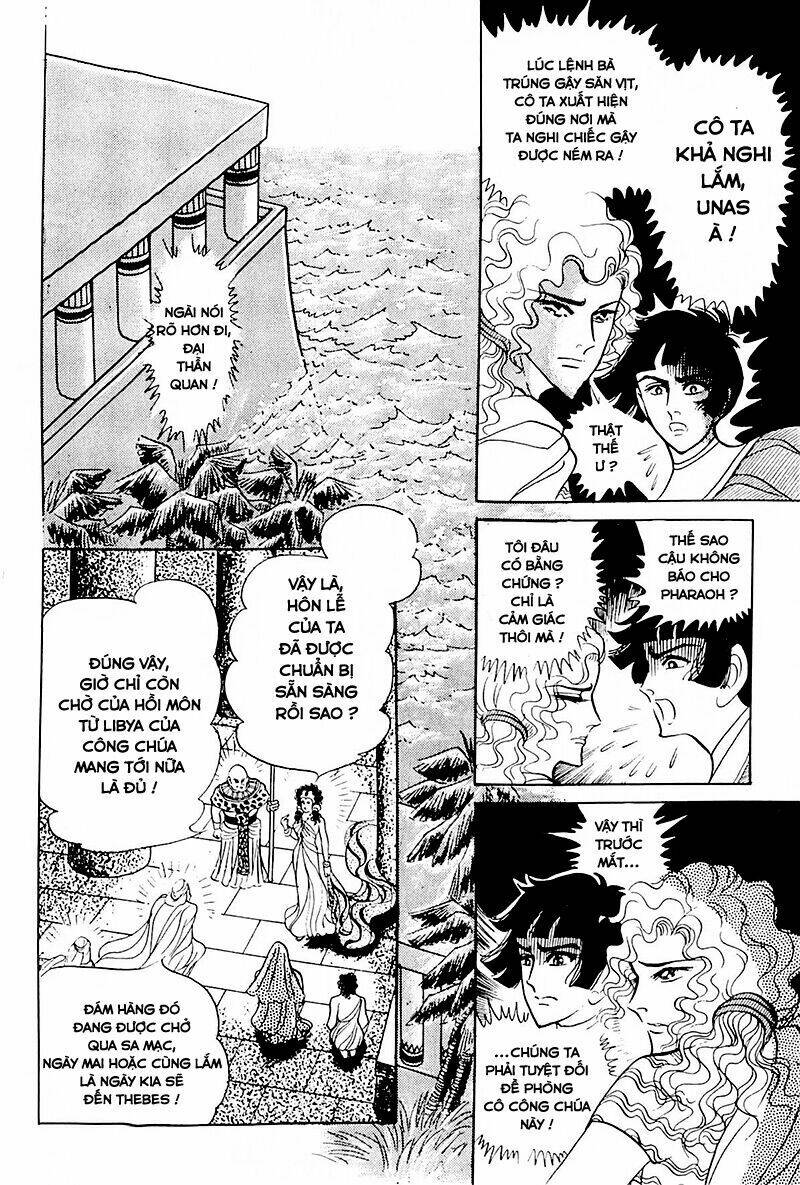 LÚC LỆNH BÀ
TRÚNG GẬY SĂN VỊT,
CÔ TA XUẤT HIỆN
ĐÚNG NƠI MÀ
TA NGHI CHIẾC GẬY
ĐƯỢC NÉM RA !
CÔ TA
KHẢ NGHI
LẮM,
UNAS
À !
THẬT
THẾ
Ư ?
THẾ SAO
CẬU KHÔNG
BÁO CHO
PHARAOH ?
TÔI ĐÂU
CÓ BẰNG
CHỨNG ?
CHỈ LÀ
CẢM GIÁC
THÔI MÀ !
VẬY THÌ
TRƯỚC
MẮT...
...CHÚNG TA
PHẢI TUYỆT ĐỐI
ĐỀ PHÒNG
CÔ CÔNG CHÚA
NÀY !
NGÀI NÓI
RÕ HƠN ĐI,
ĐẠI
THẦN
QUAN !
VẬY LÀ,
HÔN LỄ
CỦA TA
ĐÃ ĐƯỢC
CHUẨN BỊ
SẴN SÀNG
RỒI SAO ?
ĐÚNG VẬY,
GIỜ CHỈ CÒN
CHỜ CỦA HỒI MÔN
TỪ LIBYA CỦA
CÔNG CHÚA
MANG TỚI NỮA
LÀ ĐỦ !
ĐÁM HÀNG ĐÓ
ĐANG ĐƯỢC CHỞ
QUA SA MẠC,
NGÀY MAI HOẶC CÙNG LẮM
LÀ NGÀY KIA SẼ
ĐẾN THEBES !